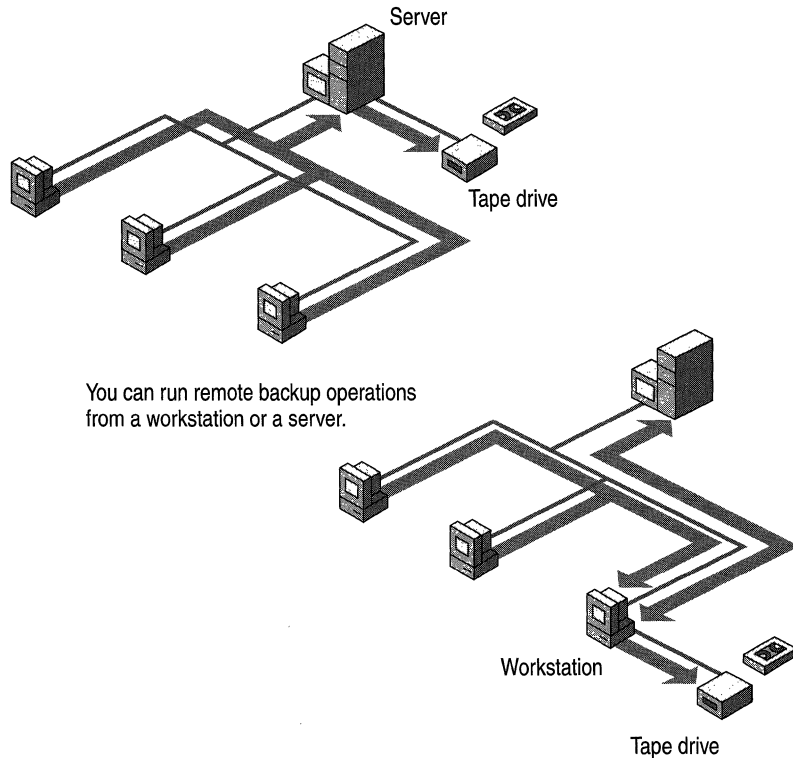 Server
Tape drive
You can run remote backup operations
from a workstation or a server.
Workstation
Tape drive